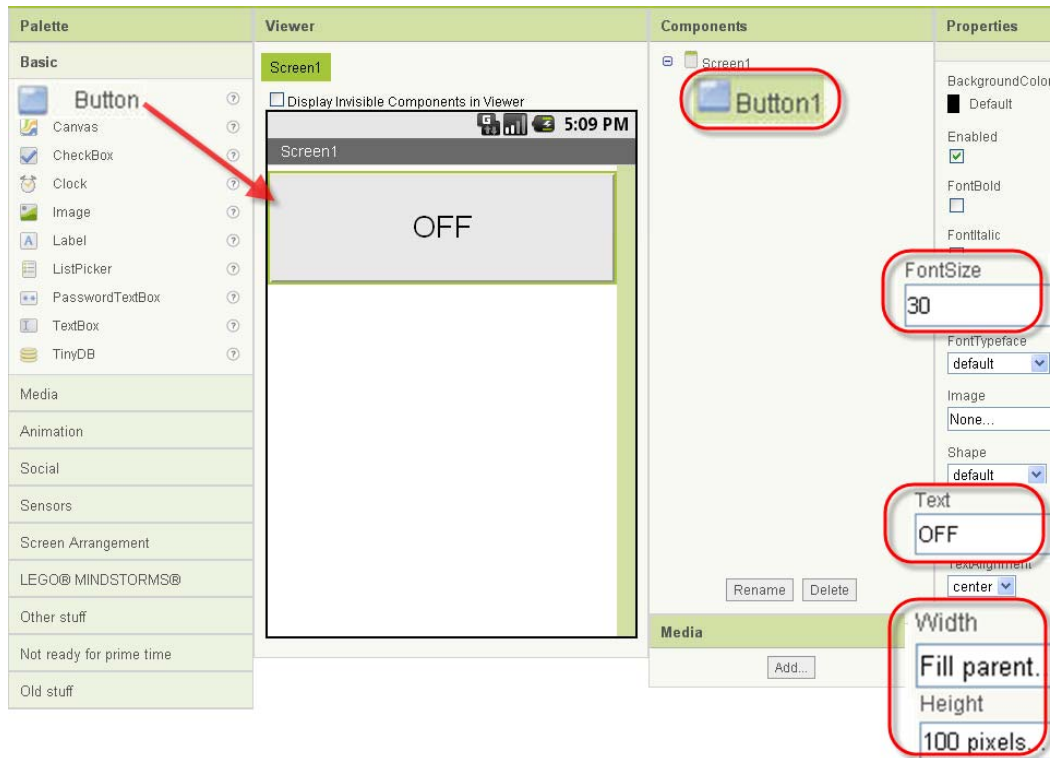 Palette
Basic
Button
Canvas
CheckBox
Clock
Image
Label
ListPicker
PasswordTextBox
TextBox
TinyDB
Media
Animation
Social
Sensors
Screen Arrangement
LEGO® MINDSTORMS®
Other stuff
Not ready for prime time
Old stuff
Viewer
Screen1
Display Invisible Components in Viewer
5:09 PM
Screen1
OFF
Components
Screen1
Button1
Rename Delete
Media
Add...
Properties
BackgroundColor
Default
Enabled
FontBold
FontItalic
FontSize
30
FontTypeface
default
Image
None...
Shape
default
Text
OFF
TextAlignment
center
Width
Fill parent.
Height
100 pixels...